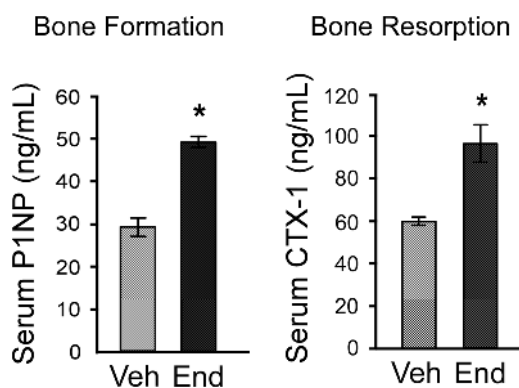 Bone Formation
Serum P1NP (ng/mL)
60
50
40
30
30
10
0
*
Veh End
Bone Resorption
Serum CTX-1 (ng/mL)
120
100
80
60
40
20
0
*
Veh End